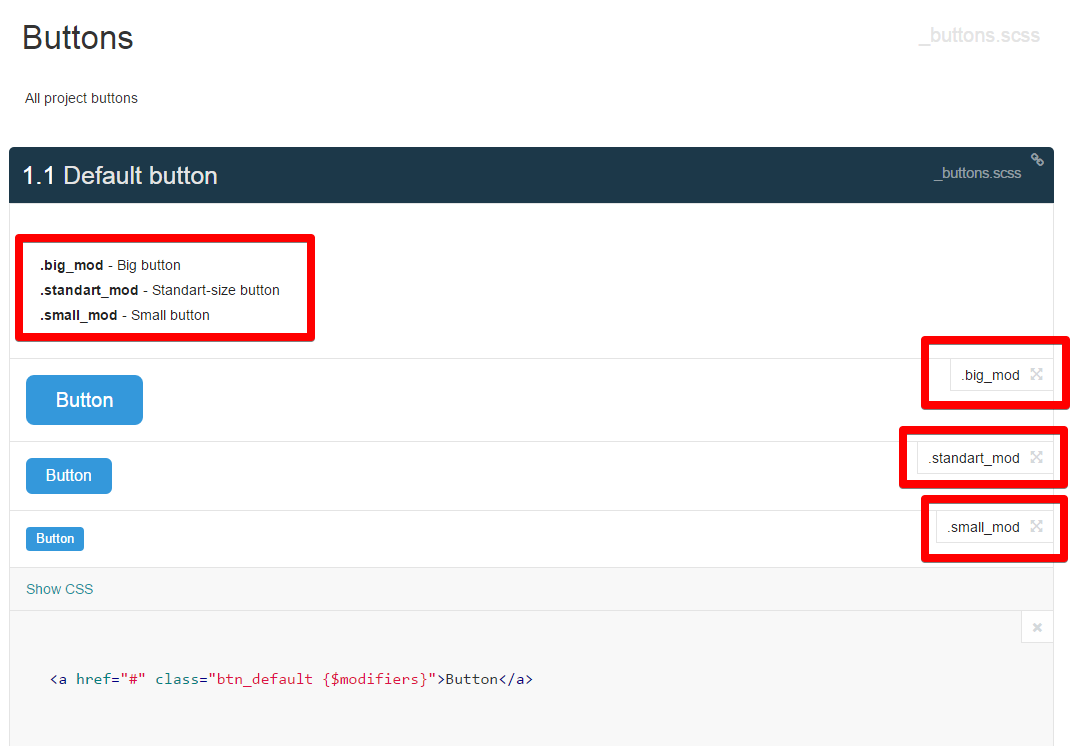 Buttons
_buttons.scss
All project buttons
1.1 Default button
_buttons.scss
.big_mod - Big button
.standart_mod - Standart-size button
.small_mod - Small button
Button
.big_mod
Button
.standart_mod
Button
.small_mod
Show CSS
<a href="#" class="btn_default {$modifiers}">Button</a>